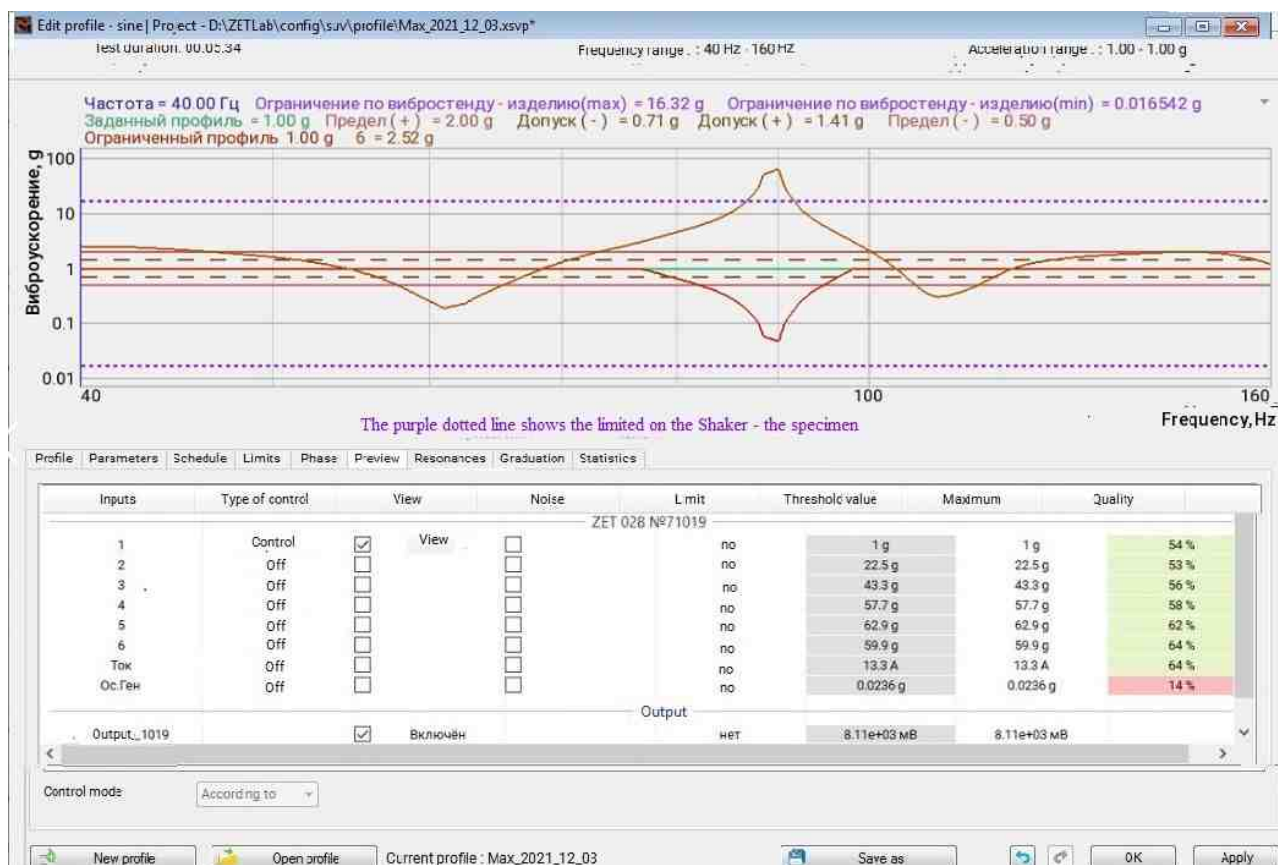 Edit profile - sine | Project - D:\ZETLab\config\suv\profile\Max_2021_12_03.xsvp*
Test duration: 00:05:34 Frequency range . : 40 Hz - 160 HZ Acceleration range . : 1.00 - 1.00 g
Частота = 40.00 Гц Ограничение по вибростенду - изделию(max) = 16.32 g Ограничение по вибростенду - изделию(min) = 0.016542 g
Заданный профиль = 1.00 g Предел ( + ) = 2.00 g Допуск ( - ) = 0.71 g Допуск ( + ) = 1.41 g Предел ( - ) = 0.50 g
Ограниченный профиль 1.00 g 6 = 2.52 g
Виброускорение, g
100
10
1
0.1
0.01
40 100 160
Frequency, Hz
The purple dotted line shows the limited on the Shaker - the specimen
Profile Parameters Schedule Limits Phase Preview Resonances Graduation Statistics
Inputs Type of control View Noise Limit Threshold value Maximum Quality
ZET 028 №71019
1 Control View no 1 g 1 g 54 %
2 Off no 22.5 g 22.5 g 53 %
3 Off no 43.3 g 43.3 g 56 %
4 Off no 57.7 g 57.7 g 58 %
5 Off no 62.9 g 62.9 g 62 %
6 Off no 59.9 g 59.9 g 64 %
Ток Off no 13.3 A 13.3 A 64 %
Ос.Ген Off no 0.0236 g 0.0236 g 14 %
Output
Output_1019 Включён нет 8.11e+03 мВ 8.11e+03 мВ
Control mode According to
New profile Open profile Current profile : Max_2021_12_03 Save as OK Apply